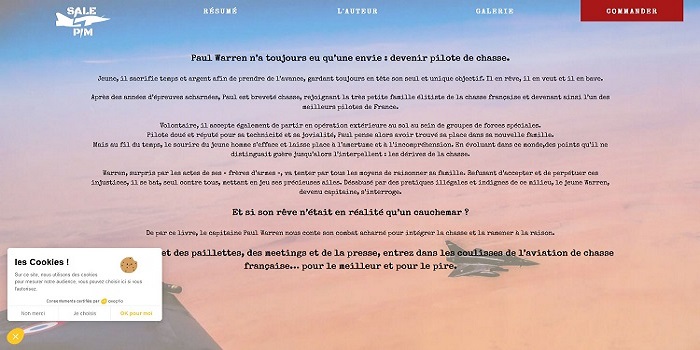 SALE
P/M
RÉSUMÉ
L'AUTEUR
GALERIE
COMMANDER
Paul Warren n'a toujours eu qu'une envie : devenir pilote de chasse.
Jeune, il sacrifie temps et argent afin de prendre de l'avance, gardant toujours en tête son seul et unique objectif. Il en rêve, il en veut et il en bave.
Après des années d'épreuves acharnées, Paul est breveté chasse, rejoignant la très petite famille élitiste de la chasse française et devenant ainsi l'un des
meilleurs pilotes de France.
Volontaire, il accepte également de partir en opération extérieure au sol au sein de groupes de forces spéciales.
Pilote doué et réputé pour sa technicité et sa jovialité, Paul pense alors avoir trouvé sa place dans sa nouvelle famille.
Mais au fil du temps, le sourire du jeune homme s'efface et laisse place à l'amertume et à l'incompréhension. En évoluant dans ce monde,des points qu'il ne
distinguait guère jusqu'alors l'interpellent : les dérives de la chasse.
Warren, surpris par les actes de ses « frères d'armes », va tenter par tous les moyens de raisonner sa famille. Refusant d'accepter et de perpétuer ces
injustices, il se bat, seul contre tous, mettant en jeu ses précieuses ailes. Désabusé par des pratiques illégales et indignes de ce milieu, le jeune Warren,
devenu capitaine, s'interroge.
Et si son rêve n'était en réalité qu'un cauchemar ?
De par ce livre, le capitaine Paul Warren nous conte son combat acharné pour intégrer la chasse et la ramener à la raison.
et des paillettes, des meetings et de la presse, entrez dans les coulisses de l'aviation de chasse
française... pour le meilleur et pour le pire.
les Cookies !
Sur ce site, nous utilisons des cookies
pour mesurer notre audience, vous pouvez choisir ici si vous
l'autorisez.
Consentements certifiés par axeptio
Non merci
Je choisis
OK pour moi